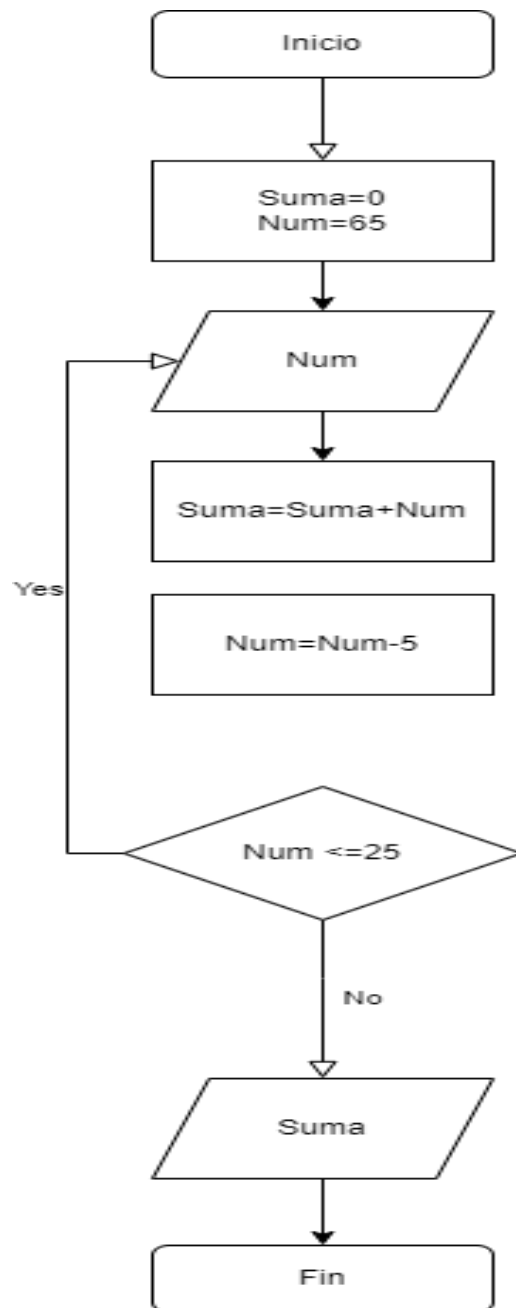 Inicio
Suma=0
Num=65
Num
Suma=Suma+Num
Yes
Num=Num-5
Num <=25
No
Suma
Fin